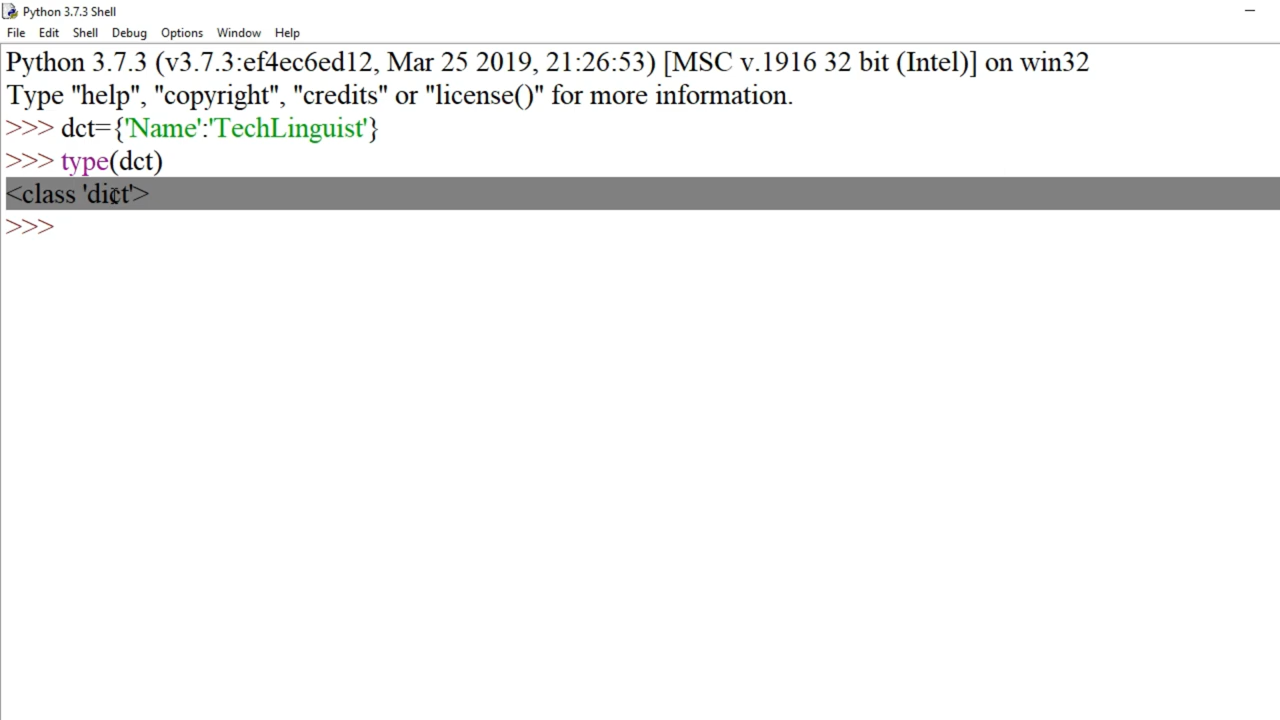 Python 3.7.3 Shell
File Edit Shell Debug Options Window Help
Python 3.7.3 (v3.7.3:ef4ec6ed12, Mar 25 2019, 21:26:53) [MSC v.1916 32 bit (Intel)] on win32
Type "help", "copyright", "credits" or "license()" for more information.
>>> dct={'Name':'TechLinguist'}
>>> type(dct)
<class 'dict'>
>>>